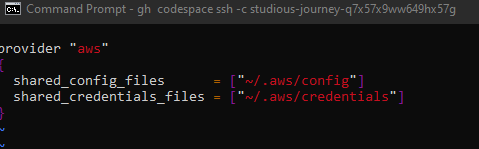 Command Prompt - gh codespace ssh -c studious-journey-q7x57x9ww649hx57g
provider "aws"
{
  shared_config_files      = ["~/.aws/config"]
  shared_credentials_files = ["~/.aws/credentials"]
}
~
~